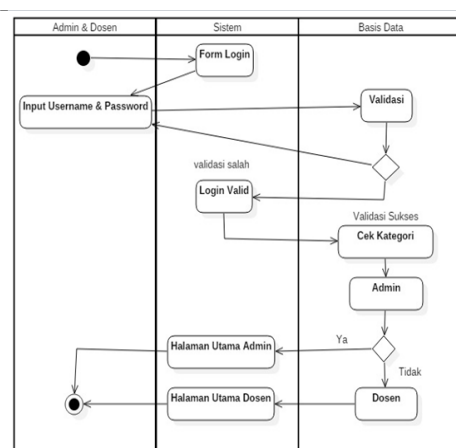 Admin & Dosen
Sistem
Basis Data
Form Login
Input Username & Password
Validasi
validasi salah
Login Valid
Validasi Sukses
Cek Kategori
Admin
Ya
Halaman Utama Admin
Tidak
Halaman Utama Dosen
Dosen